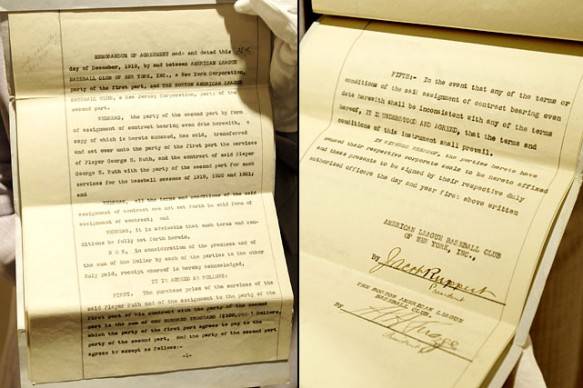 MEMORANDUM OF AGREEMENT made and dated this 26th
day of December, 1919, by and between AMERICAN LEAGUE
BASEBALL CLUB OF NEW YORK, INC., a New York Corporation,
party of the first part, and THE BOSTON AMERICAN LEAGUE
BASEBALL CLUB, a New Jersey Corporation, party of the
second part.
WHEREAS, the party of the second part by form
of assignment of contract bearing even date herewith, a
copy of which is hereto annexed, has sold, transferred
and set over unto the party of the first part the services
of Player George H. Ruth, and the contract of said Player
George H. Ruth with the party of the second part for such
services for the baseball seasons of 1919, 1920 and 1921;
and
WHEREAS, all the terms and conditions of the said
assignment of contract are not set forth in said form of
assignment of contract; and
WHEREAS, it is advisable that such terms and con-
ditions be fully set forth herein.
NOW, in consideration of the premises and of
the sum of One Dollar by each of the parties to the other
duly paid, receipt whereof is hereby acknowledged,
IT IS AGREED AS FOLLOWS:
FIRST. The purchase price of the services of the
said Player Ruth and of the assignment to the party of the
first part of his contract with the party of the second
part is the sum of ONE HUNDRED THOUSAND ($100,000.) Dollars,
which the party of the first part agrees to pay to the
party of the second part, and the party of the second part
agrees to accept as follows:-
-1-
FIFTH:- In the event that any of the terms or
conditions of the said assignment of contract bearing even
date herewith shall be inconsistent with any of the terms
hereof, IT IS UNDERSTOOD AND AGREED, that the terms and
conditions of this instrument shall prevail.
IN WITNESS WHEREOF, the parties hereto have
caused their respective corporate seals to be hereto affixed
and these presents to be signed by their respective duly
authorized officers the day and year first above written
AMERICAN LEAGUE BASEBALL CLUB
OF NEW YORK, INC.,
By Jacob Ruppert
President
THE BOSTON AMERICAN LEAGUE
BASEBALL CLUB.
By
President